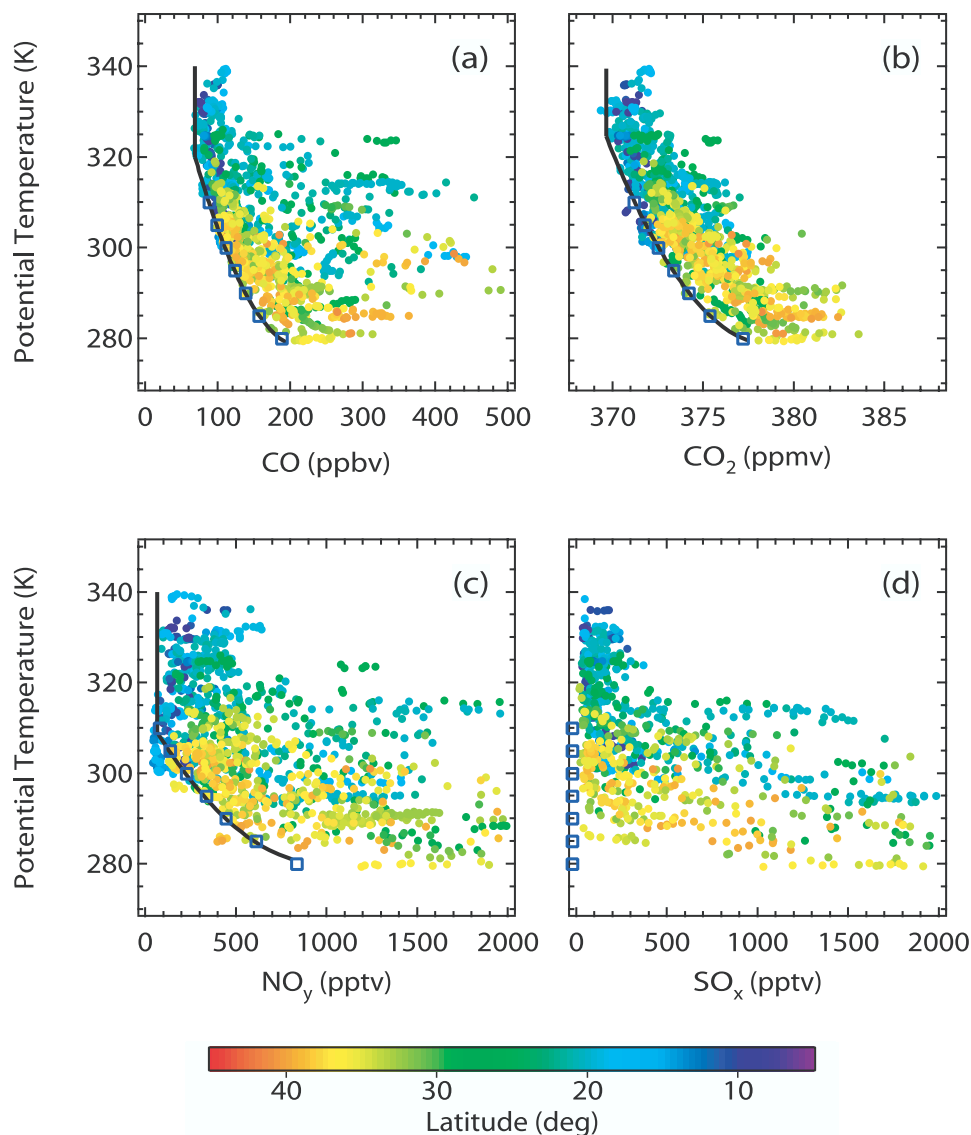 (a)
(b)
Potential Temperature (K)
340
320
300
280
0 100 200 300 400 500
370 375 380 385
CO (ppbv)
CO2 (ppmv)
(c)
(d)
Potential Temperature (K)
340
320
300
280
0 500 1000 1500 2000
0 500 1000 1500 2000
NOy (pptv)
SOx (pptv)
40 30 20 10
Latitude (deg)